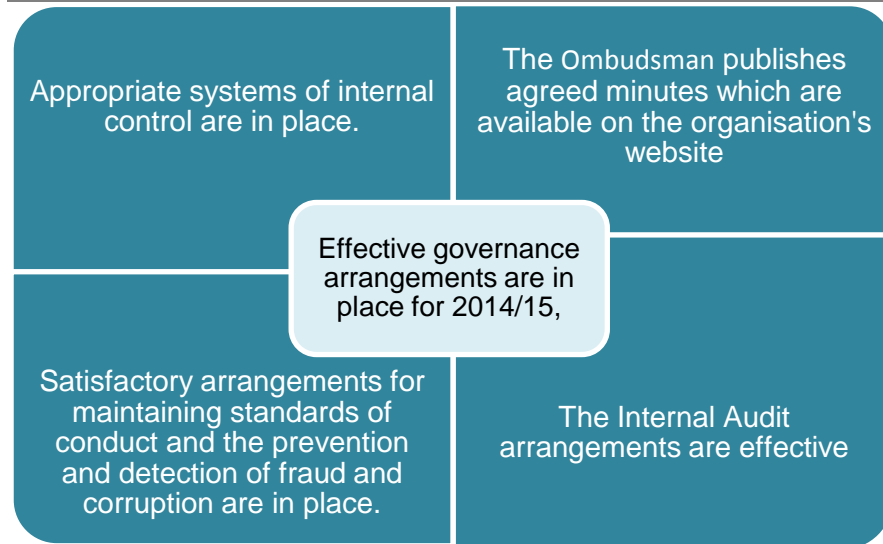 Appropriate systems of internal
control are in place.
The Ombudsman publishes
agreed minutes which are
available on the organisation's
website
Effective governance
arrangements are in
place for 2014/15,
Satisfactory arrangements for
maintaining standards of
conduct and the prevention
and detection of fraud and
corruption are in place.
The Internal Audit
arrangements are effective